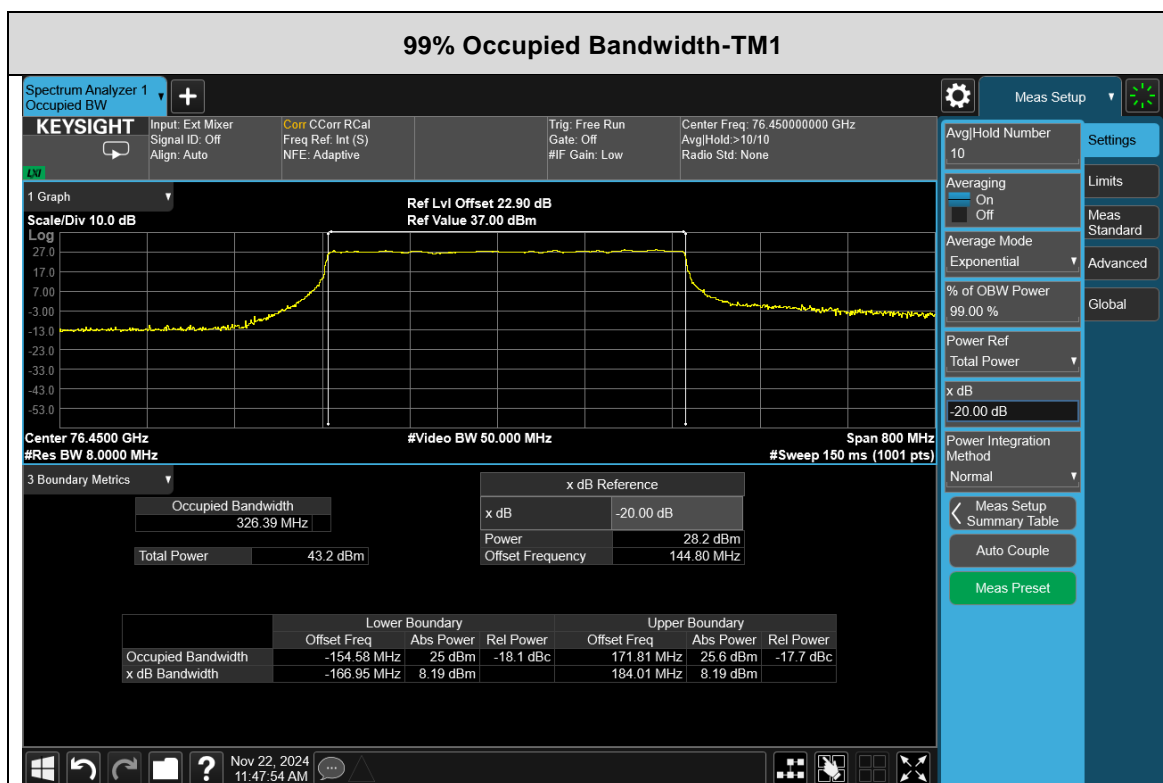 99% Occupied Bandwidth-TM1
Spectrum Analyzer 1
Occupied BW
Meas Setup
KEYSIGHT
Input: Ext Mixer
Signal ID: Off
Align: Auto
Corr CCorr RCal
Freq Ref: Int (S)
NFE: Adaptive
Trig: Free Run
Gate: Off
#IF Gain: Low
Center Freq: 76.450000000 GHz
Avg|Hold:>10/10
Radio Std: None
LXI
1 Graph
Scale/Div 10.0 dB
Ref Lvl Offset 22.90 dB
Ref Value 37.00 dBm
Log
27.0
17.0
7.00
-3.00
-13.0
-23.0
-33.0
-43.0
-53.0
Center 76.4500 GHz
#Video BW 50.000 MHz
Span 800 MHz
#Res BW 8.0000 MHz
#Sweep 150 ms (1001 pts)
3 Boundary Metrics
Occupied Bandwidth
326.39 MHz
Total Power 43.2 dBm
x dB Reference
x dB -20.00 dB
Power 28.2 dBm
Offset Frequency 144.80 MHz
Lower Boundary Upper Boundary
Offset Freq Abs Power Rel Power Offset Freq Abs Power Rel Power
Occupied Bandwidth -154.58 MHz 25 dBm -18.1 dBc 171.81 MHz 25.6 dBm -17.7 dBc
x dB Bandwidth -166.95 MHz 8.19 dBm 184.01 MHz 8.19 dBm
Avg|Hold Number
10
Averaging
On
Off
Average Mode
Exponential
% of OBW Power
99.00 %
Power Ref
Total Power
x dB
-20.00 dB
Power Integration
Method
Normal
Meas Setup
Summary Table
Auto Couple
Meas Preset
Settings
Limits
Meas
Standard
Advanced
Global
?
Nov 22, 2024
11:47:54 AM